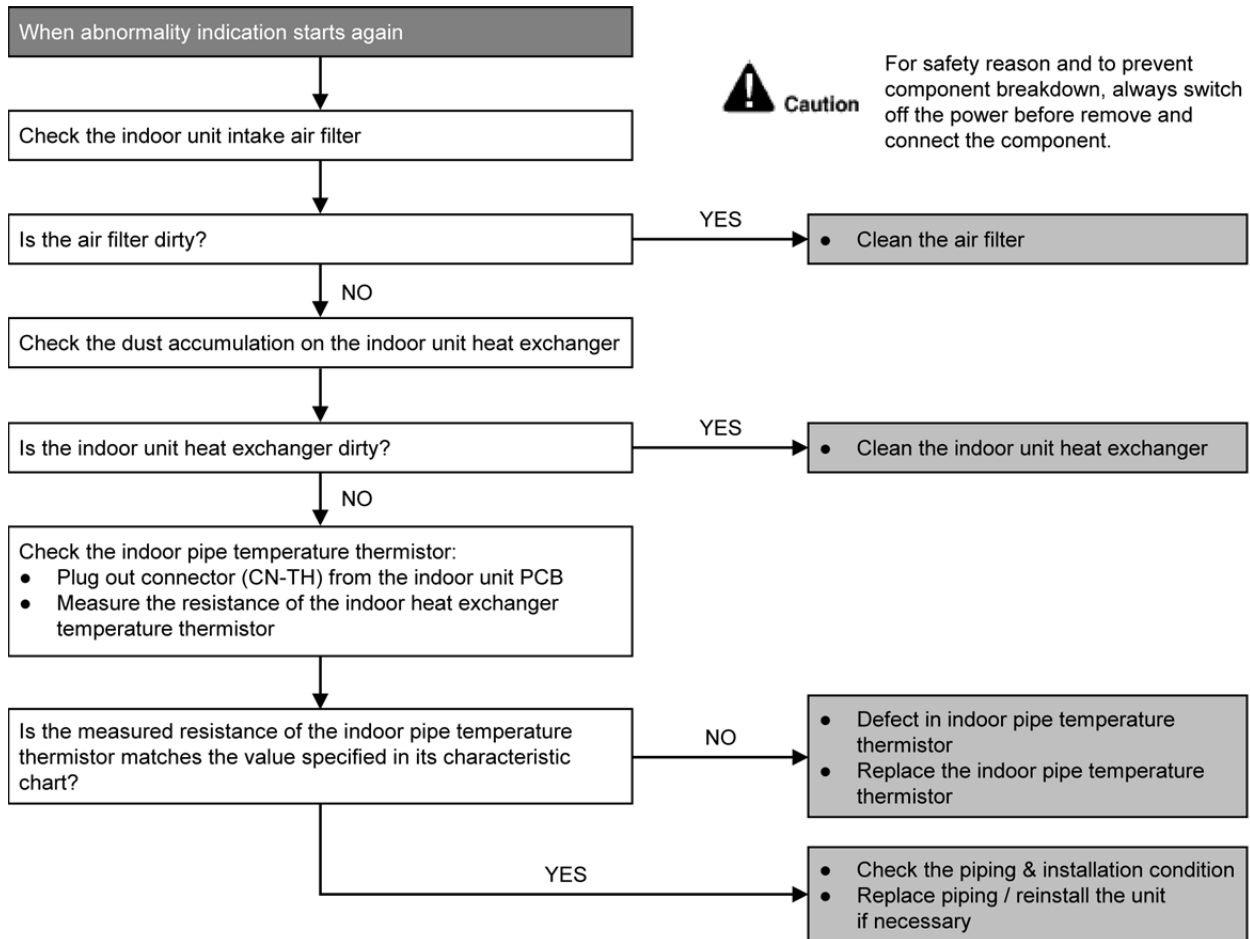 When abnormality indication starts again
Caution
For safety reason and to prevent
component breakdown, always switch
off the power before remove and
connect the component.
Check the indoor unit intake air filter
Is the air filter dirty?
YES
● Clean the air filter
NO
Check the dust accumulation on the indoor unit heat exchanger
Is the indoor unit heat exchanger dirty?
YES
● Clean the indoor unit heat exchanger
NO
Check the indoor pipe temperature thermistor:
● Plug out connector (CN-TH) from the indoor unit PCB
● Measure the resistance of the indoor heat exchanger
temperature thermistor
Is the measured resistance of the indoor pipe temperature
thermistor matches the value specified in its characteristic
chart?
NO
● Defect in indoor pipe temperature
thermistor
● Replace the indoor pipe temperature
thermistor
YES
● Check the piping & installation condition
● Replace piping / reinstall the unit
if necessary